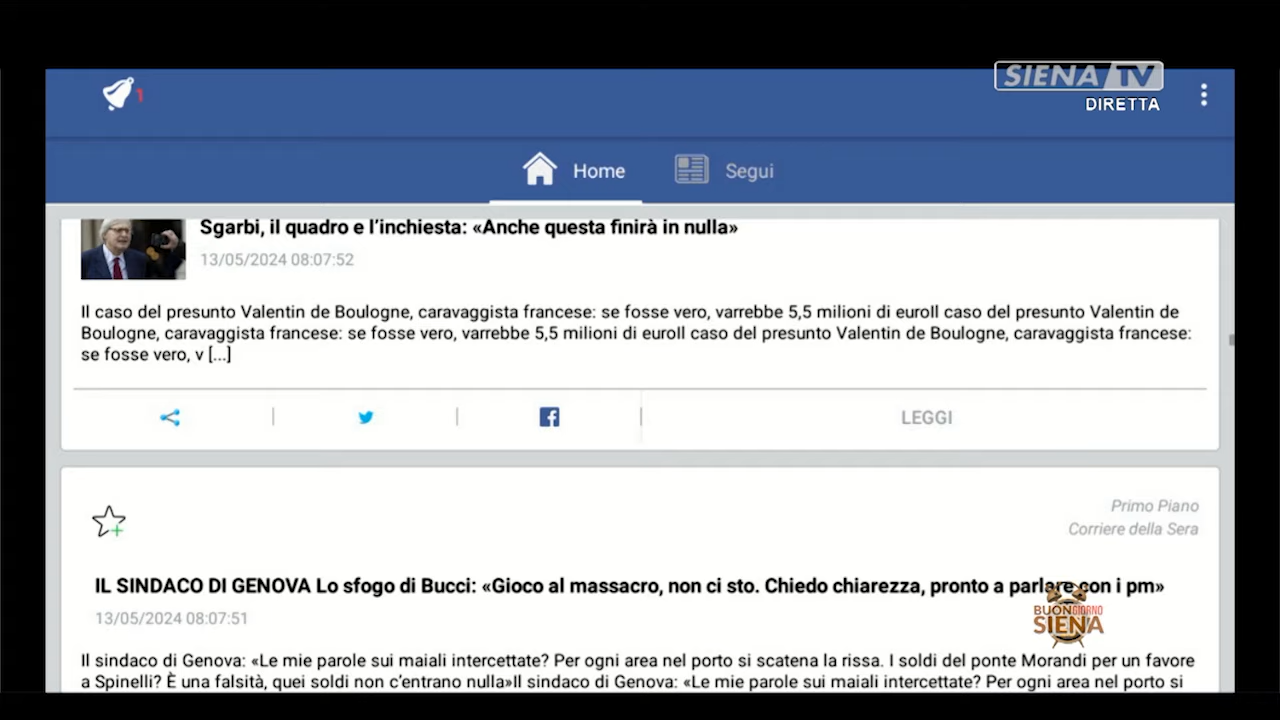 SIENA TV
DIRETTA
1
Home
Segui
Sgarbi, il quadro e l’inchiesta: «Anche questa finirà in nulla»
13/05/2024 08:07:52
Il caso del presunto Valentin de Boulogne, caravaggista francese: se fosse vero, varrebbe 5,5 milioni di euroIl caso del presunto Valentin de
Boulogne, caravaggista francese: se fosse vero, varrebbe 5,5 milioni di euroIl caso del presunto Valentin de Boulogne, caravaggista francese:
se fosse vero, v [...]
LEGGI
Primo Piano
Corriere della Sera
IL SINDACO DI GENOVA Lo sfogo di Bucci: «Gioco al massacro, non ci sto. Chiedo chiarezza, pronto a parlare con i pm»
13/05/2024 08:07:51
BUONGIORNO
SIENA
Il sindaco di Genova: «Le mie parole sui maiali intercettate? Per ogni area nel porto si scatena la rissa. I soldi del ponte Morandi per un favore
a Spinelli? È una falsità, quei soldi non c’entrano nulla»Il sindaco di Genova: «Le mie parole sui maiali intercettate? Per ogni area nel porto si